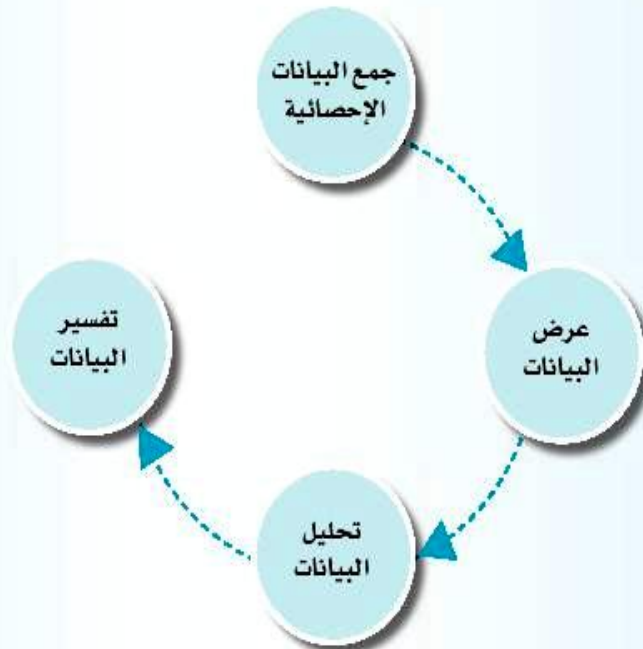 جمع البيانات
الإحصائية
عرض
البيانات
تحليل
البيانات
تفسير
البيانات